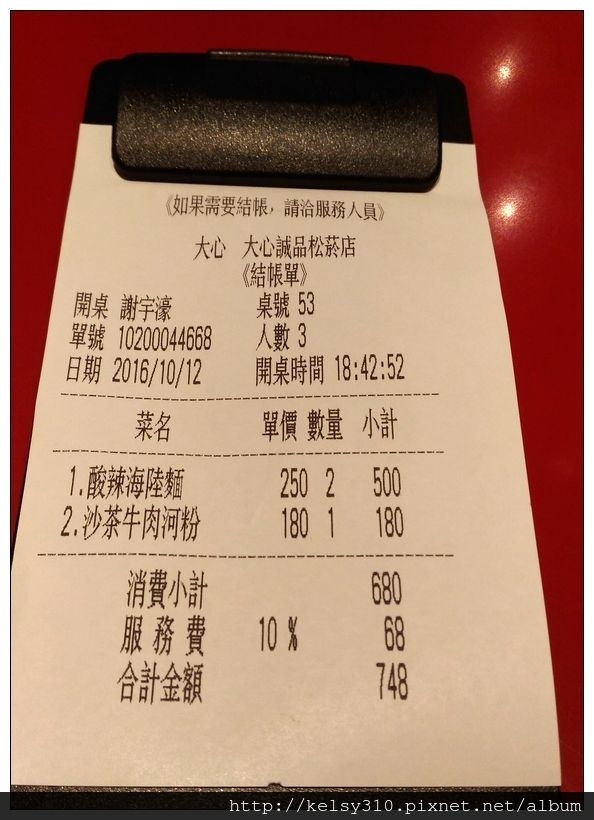 《如果需要結帳，請洽服務人員》
大心 大心誠品松菸店
《結帳單》
開桌 謝宇濠 桌號 53
單號 10200044668 人數 3
日期 2016/10/12 開桌時間 18:42:52
菜名 單價 數量 小計
1.酸辣海陸麵 250 2 500
2.沙茶牛肉河粉 180 1 180
消費小計 680
服務費 10 % 68
合計金額 748
http://kelsy310.pixnet.net/album